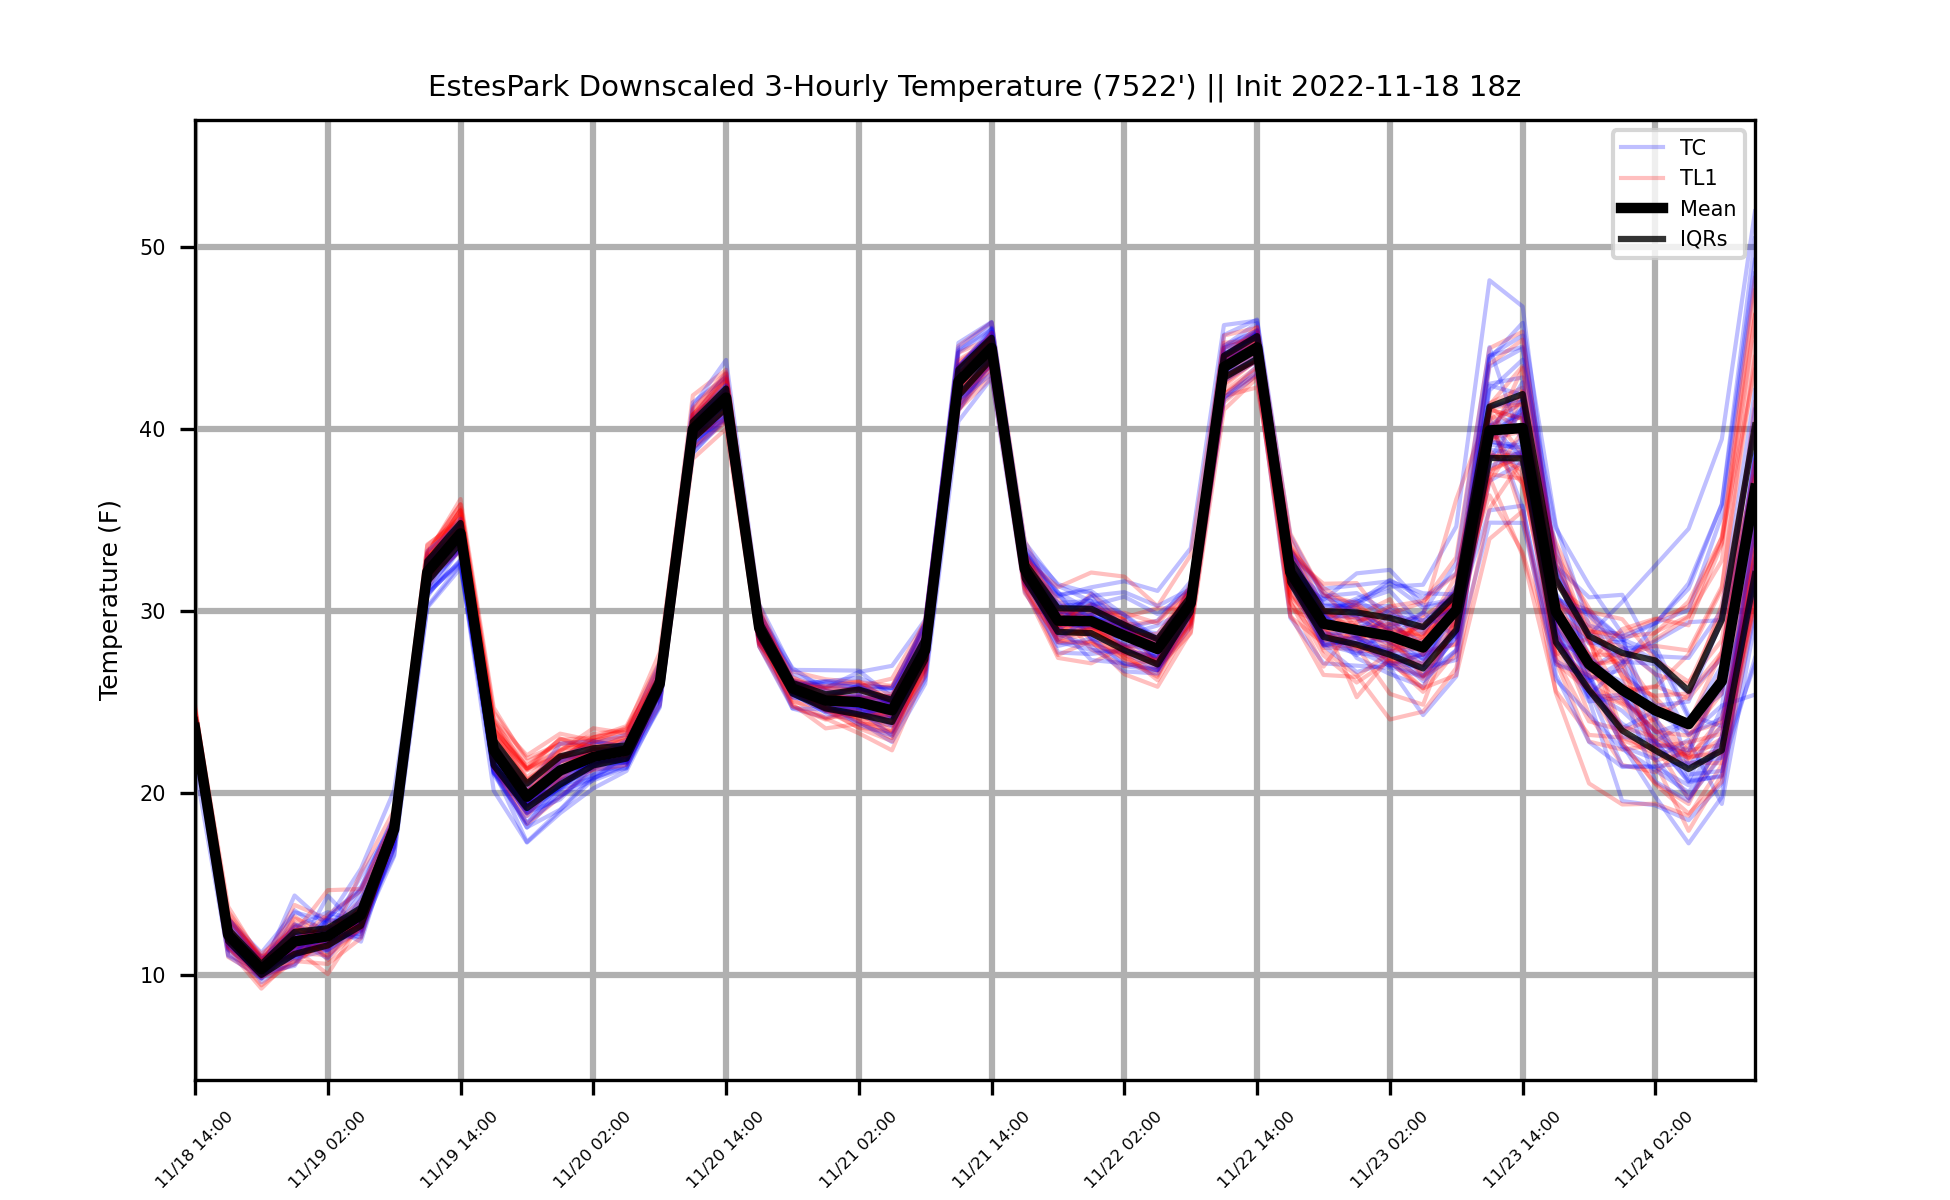 EstesPark Downscaled 3-Hourly Temperature (7522') || Init 2022-11-18 18z
TC
TL1
Mean
IQRs
Temperature (F)
50
40
30
20
10
11/18 14:00
11/19 02:00
11/19 14:00
11/20 02:00
11/20 14:00
11/21 02:00
11/21 14:00
11/22 02:00
11/22 14:00
11/23 02:00
11/23 14:00
11/24 02:00